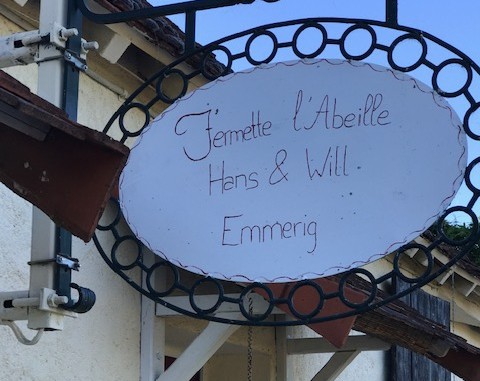 Fermette l'Abeille
Hans & Will
Emmerig